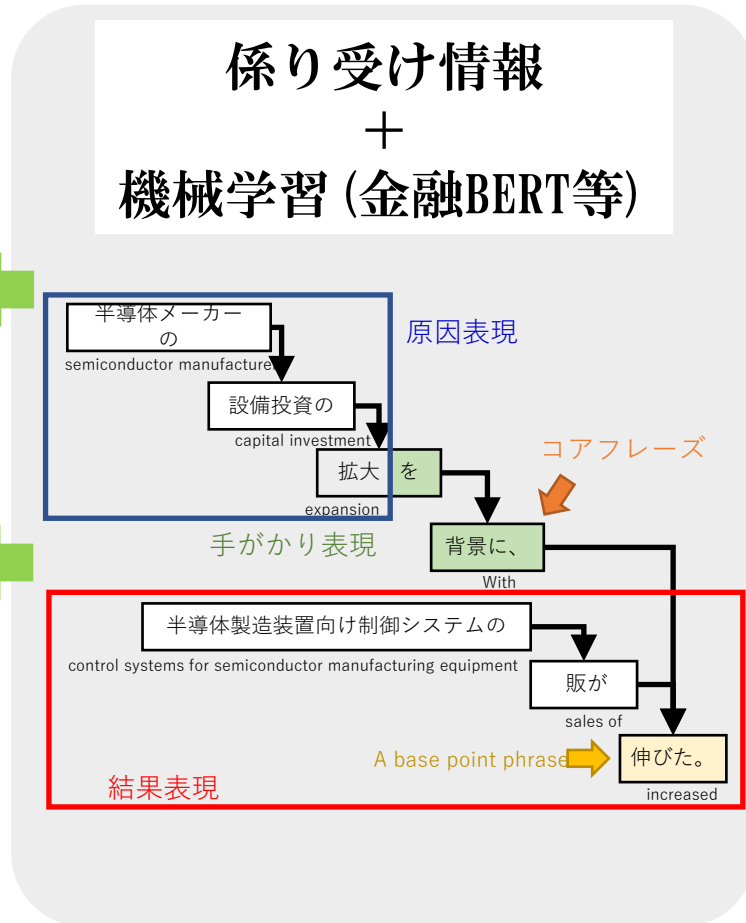 係り受け情報
＋
機械学習(金融BERT等)
半導体メーカー
の
semiconductor manufacture
原因表現
設備投資の
capital investment
コアフレーズ
拡大 を
expansion
手がかり表現
背景に、
With
半導体製造装置向け制御システムの
control systems for semiconductor manufacturing equipment
販が
sales of
A base point phrase
伸びた。
increased
結果表現